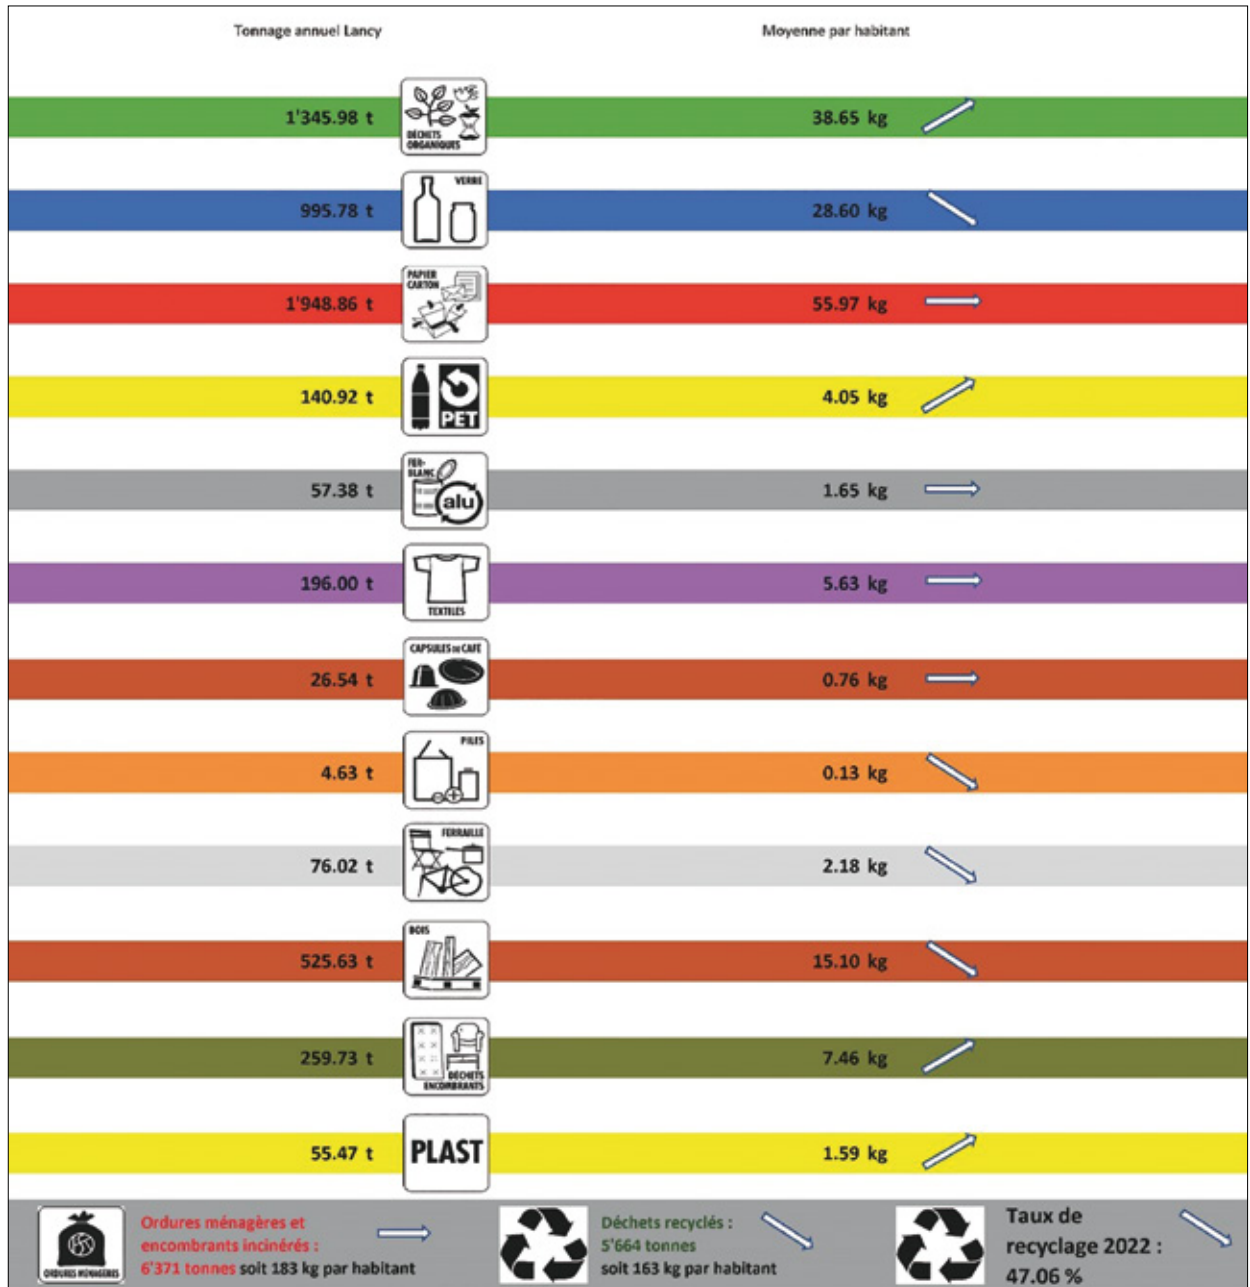 Tonnage annuel Lancy
Moyenne par habitant
1'345.98 t
DÉCHETS
ORGANIQUES
38.65 kg
995.78 t
VERRE
28.60 kg
1'948.86 t
PAPIER
CARTON
55.97 kg
140.92 t
PET
4.05 kg
57.38 t
FER-
BLANC
alu
1.65 kg
196.00 t
TEXTILES
5.63 kg
26.54 t
CAPSULES DE CAFÉ
0.76 kg
4.63 t
PILES
0.13 kg
76.02 t
FERRAILLE
2.18 kg
525.63 t
BOIS
15.10 kg
259.73 t
DÉCHETS
ENCOMBRANTS
7.46 kg
55.47 t
PLAST
1.59 kg
ORDURES MÉNAGÈRES
Ordures ménagères et
encombrants incinérés :
6'371 tonnes soit 183 kg par habitant
Déchets recyclés :
5'664 tonnes
soit 163 kg par habitant
Taux de
recyclage 2022 :
47.06 %